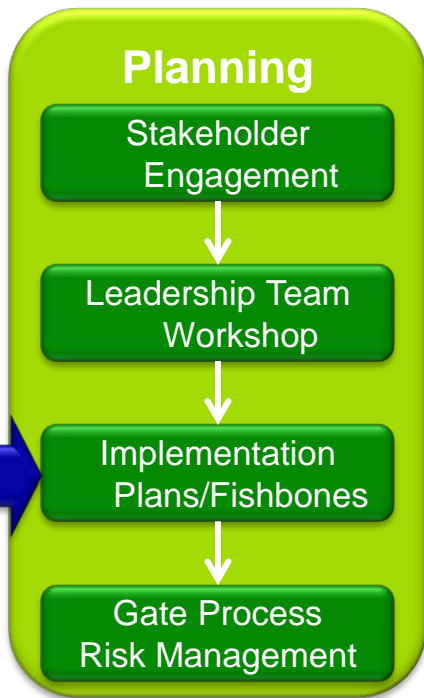 Planning
Stakeholder
Engagement
Leadership Team
Workshop
Implementation
Plans/Fishbones
Gate Process
Risk Management